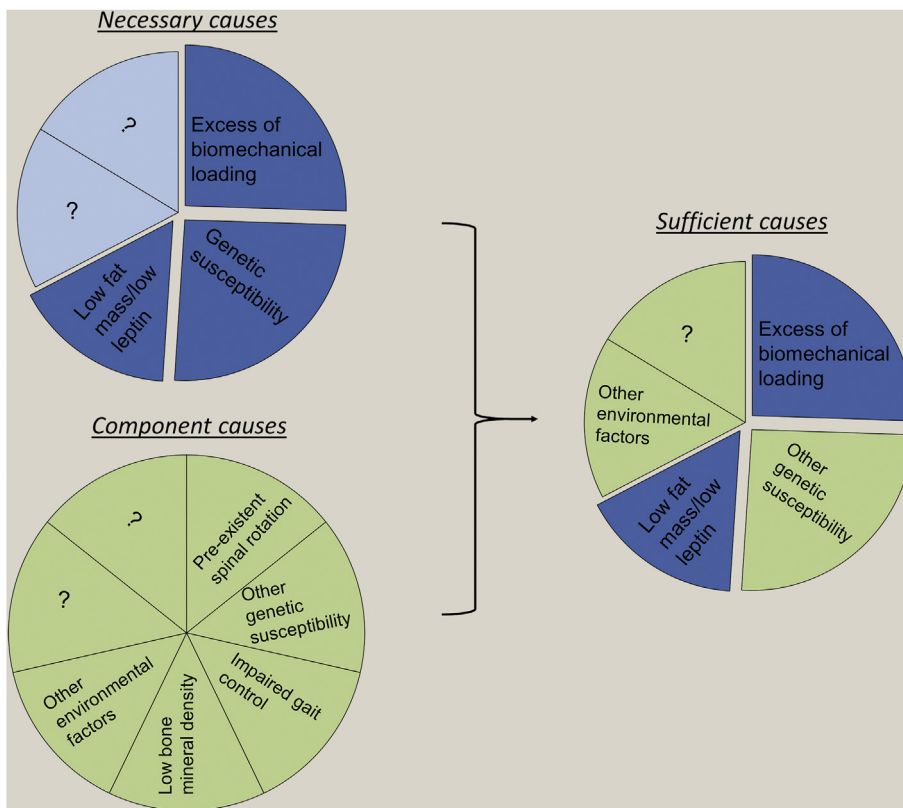 Necessary causes
?
Excess of
biomechanical
loading
?
Genetic
susceptibility
Low fat
mass/low
leptin
Component causes
?
Pre-existent
spinal rotation
?
Other
genetic
susceptibility
Other
environmental
factors
Impaired gait
control
Low bone
mineral density
Sufficient causes
?
Excess of
biomechanical
loading
Other
environmental
factors
Other
genetic
susceptibility
Low fat
mass/low
leptin